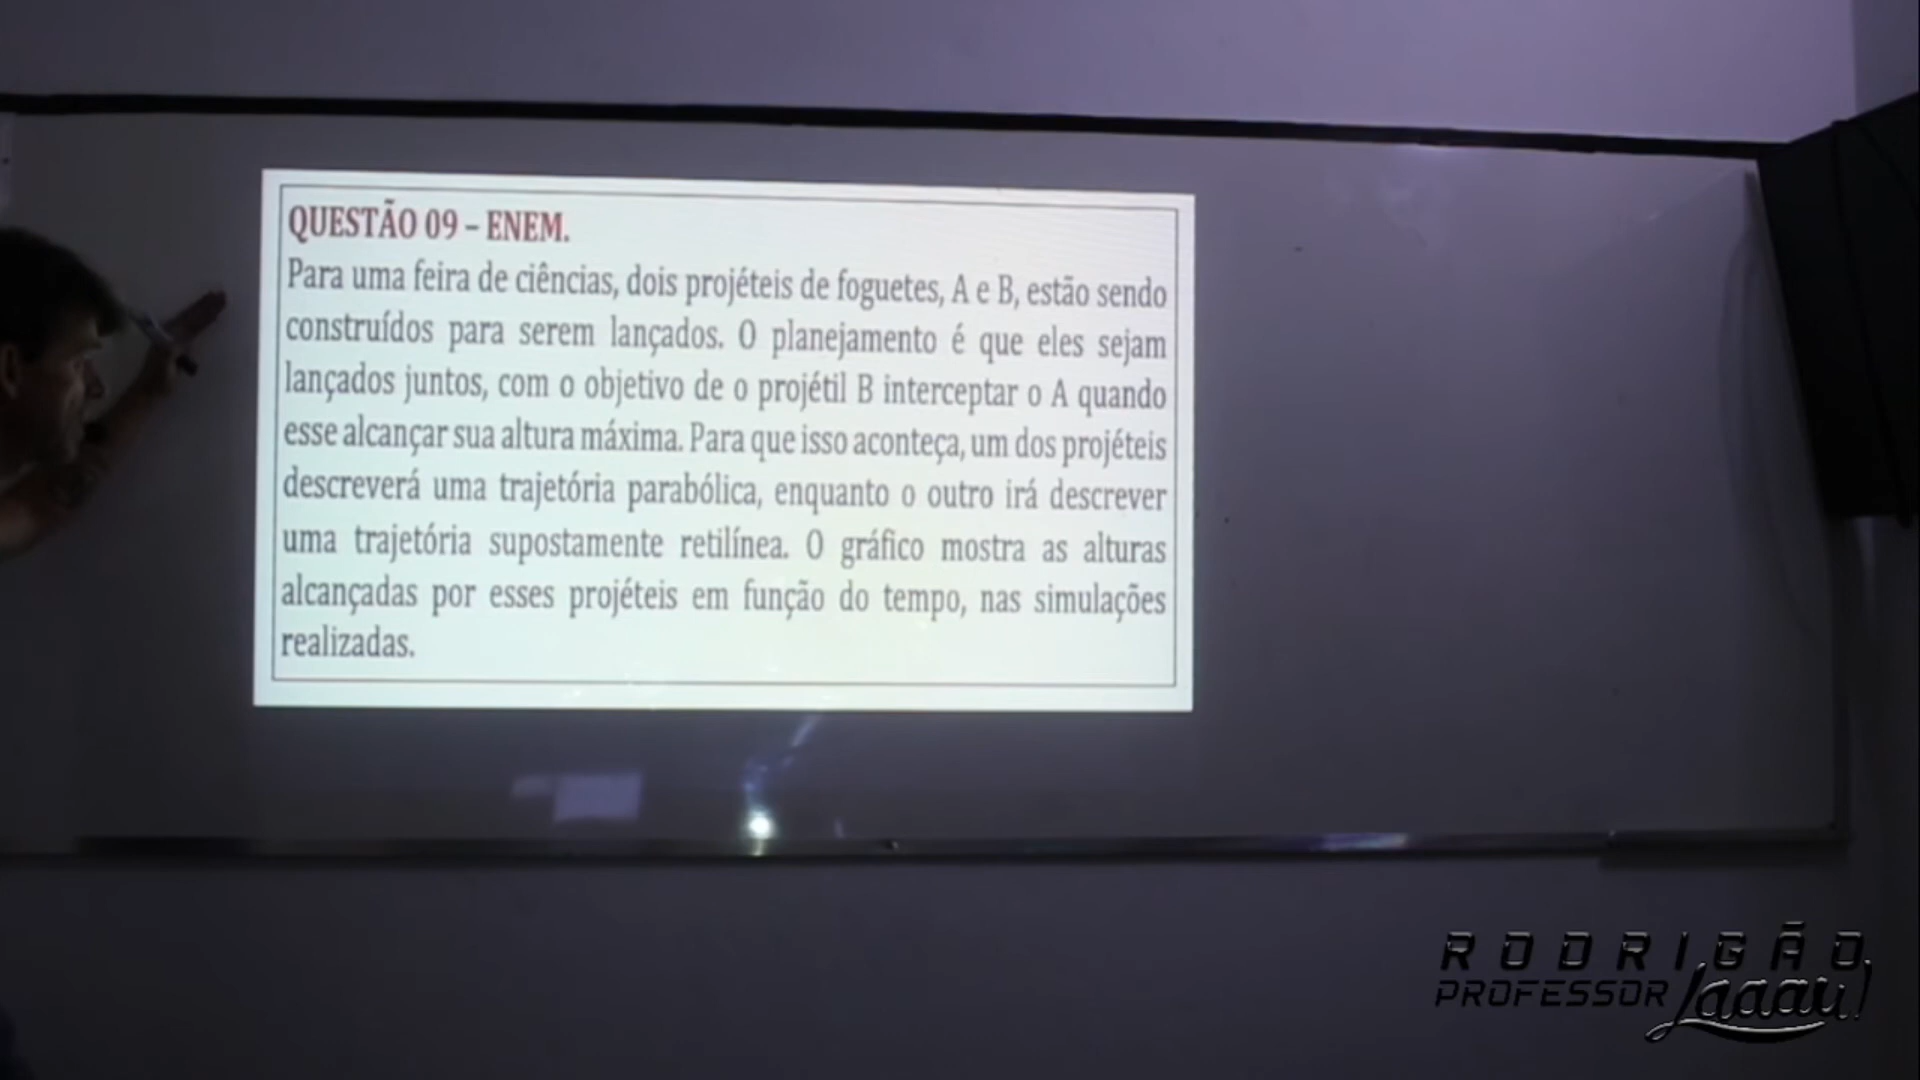 QUESTÃO 09 – ENEM.
Para uma feira de ciências, dois projéteis de foguetes, A e B, estão sendo
construídos para serem lançados. O planejamento é que eles sejam
lançados juntos, com o objetivo de o projétil B interceptar o A quando
esse alcançar sua altura máxima. Para que isso aconteça, um dos projéteis
descreverá uma trajetória parabólica, enquanto o outro irá descrever
uma trajetória supostamente retilínea. O gráfico mostra as alturas
alcançadas por esses projéteis em função do tempo, nas simulações
realizadas.
RODRIGÃO
PROFESSOR Laaau!